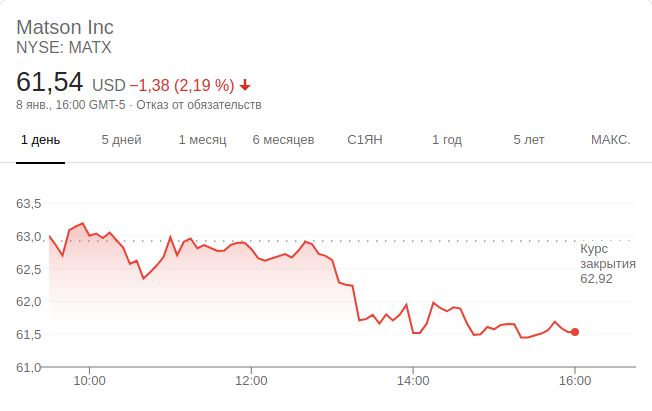 Matson Inc
NYSE: MATX
61,54 USD −1,38 (2,19 %)
8 янв., 16:00 GMT-5 · Отказ от обязательств
1 день 5 дней 1 месяц 6 месяцев С1ЯН 1 год 5 лет МАКС.
63,5
63,0
Курс
закрытия
62,92
62,5
62,0
61,5
61,0
10:00 12:00 14:00 16:00